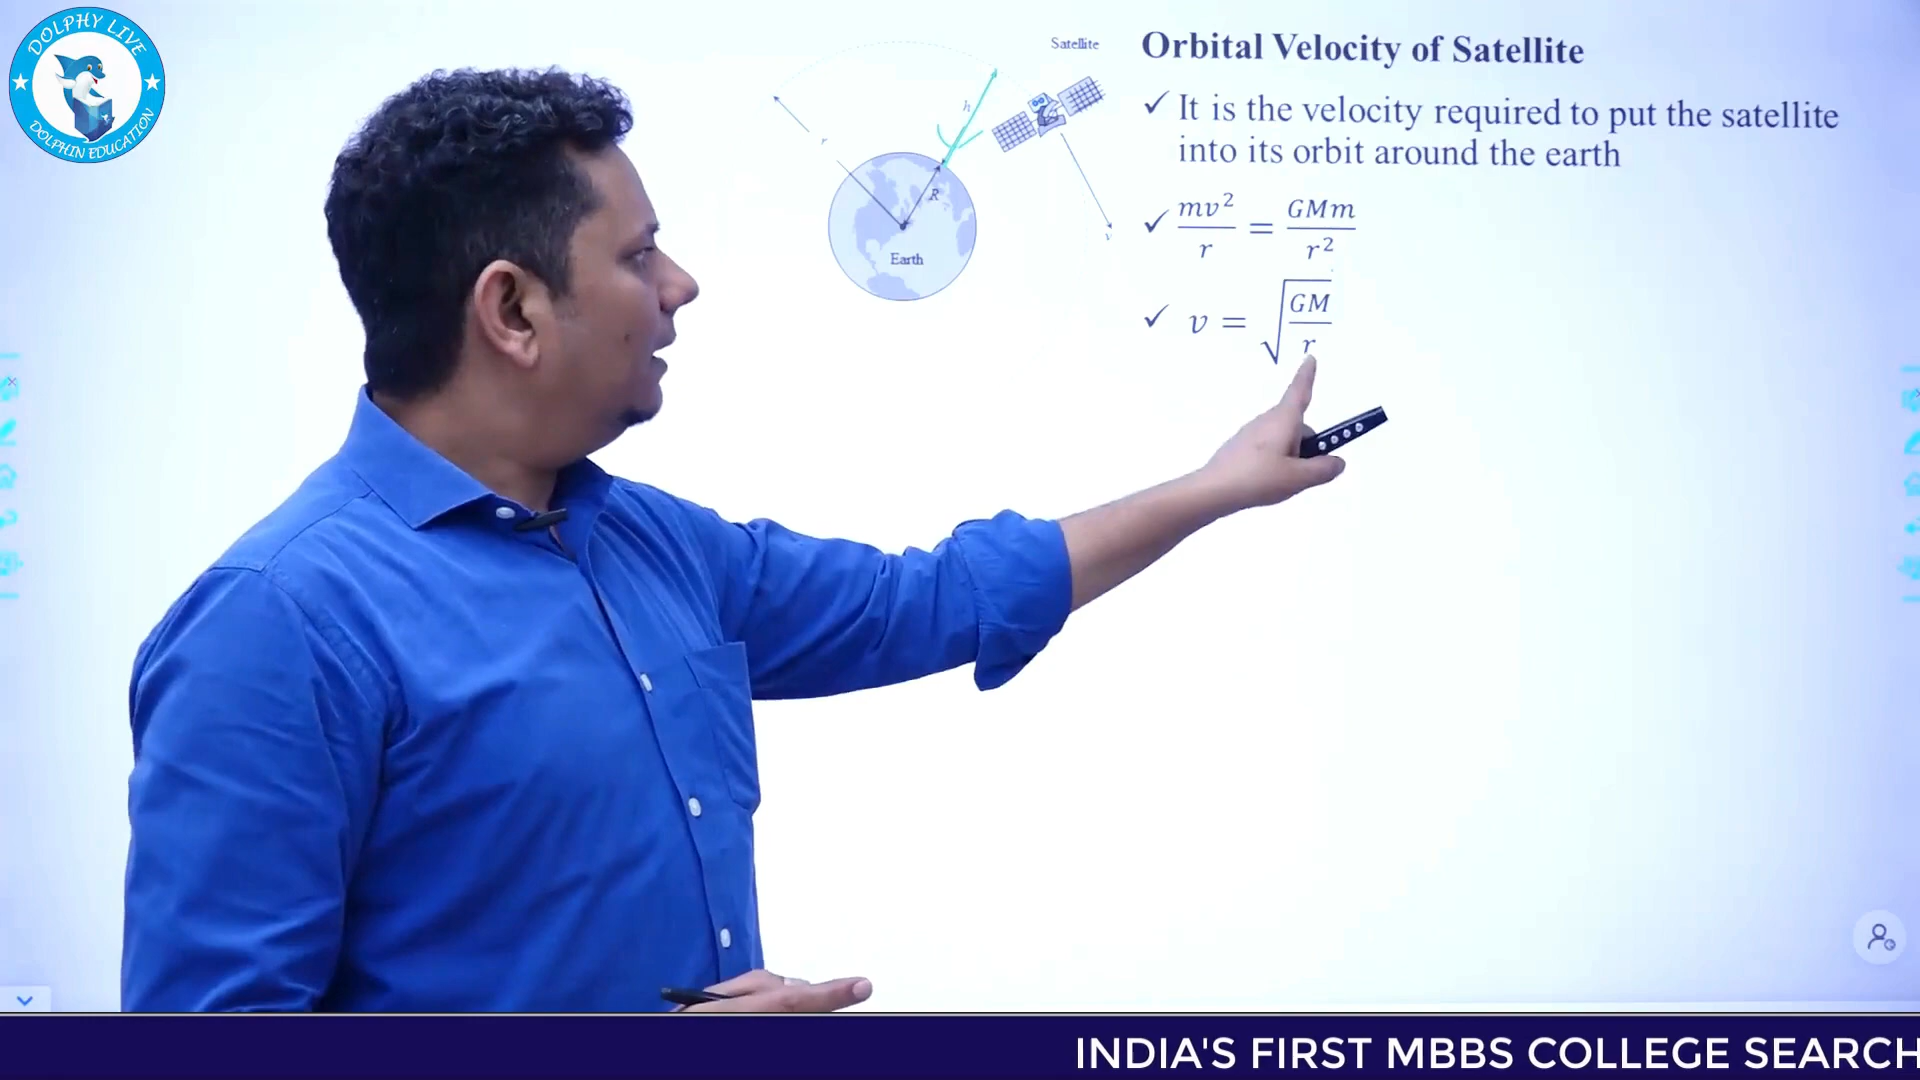 DOLPHY LIVE
DOLPHIN EDUCATION
Satellite
h
r
R
v
Earth
Orbital Velocity of Satellite
✓ It is the velocity required to put the satellite
into its orbit around the earth
✓ mv²/r = GMm/r²
✓ v = √(GM/r)
INDIA'S FIRST MBBS COLLEGE SEARCH